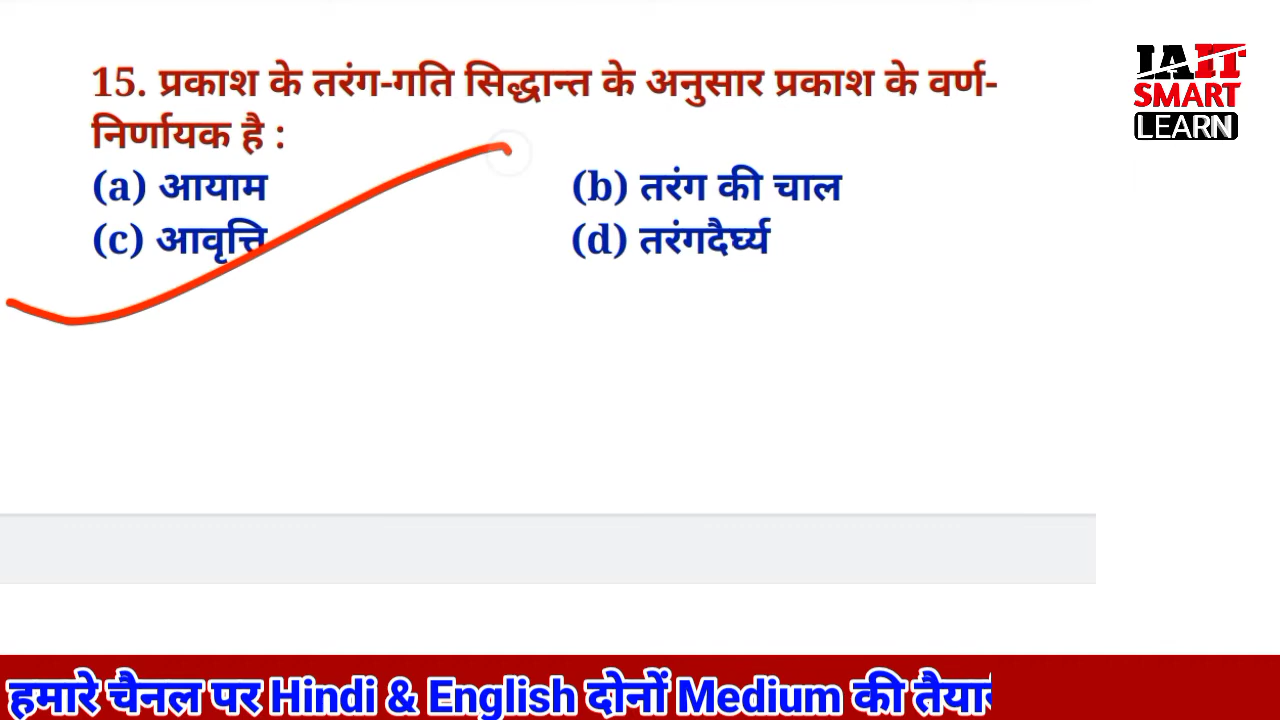 15. प्रकाश के तरंग-गति सिद्धान्त के अनुसार प्रकाश के वर्ण-
निर्णायक है :
(a) आयाम (b) तरंग की चाल
(c) आवृत्ति (d) तरंगदैर्घ्य
IAIIT
SMART
LEARN
हमारे चैनल पर Hindi & English दोनों Medium की